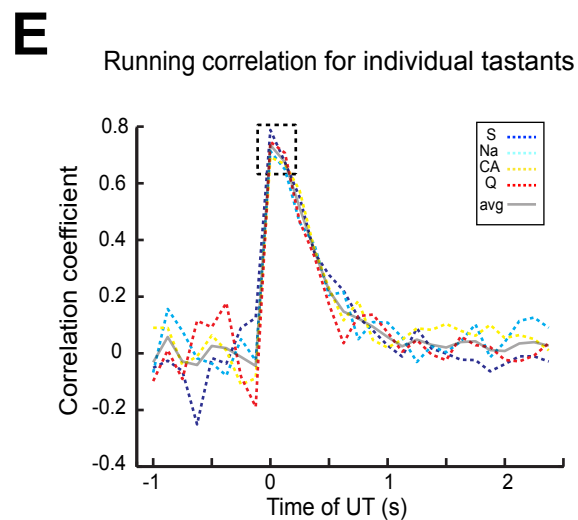 E
Running correlation for individual tastants
0.8
0.6
0.4
0.2
0
-0.2
-0.4
Correlation coefficient
S
Na
CA
Q
avg
-1
0
1
2
Time of UT (s)